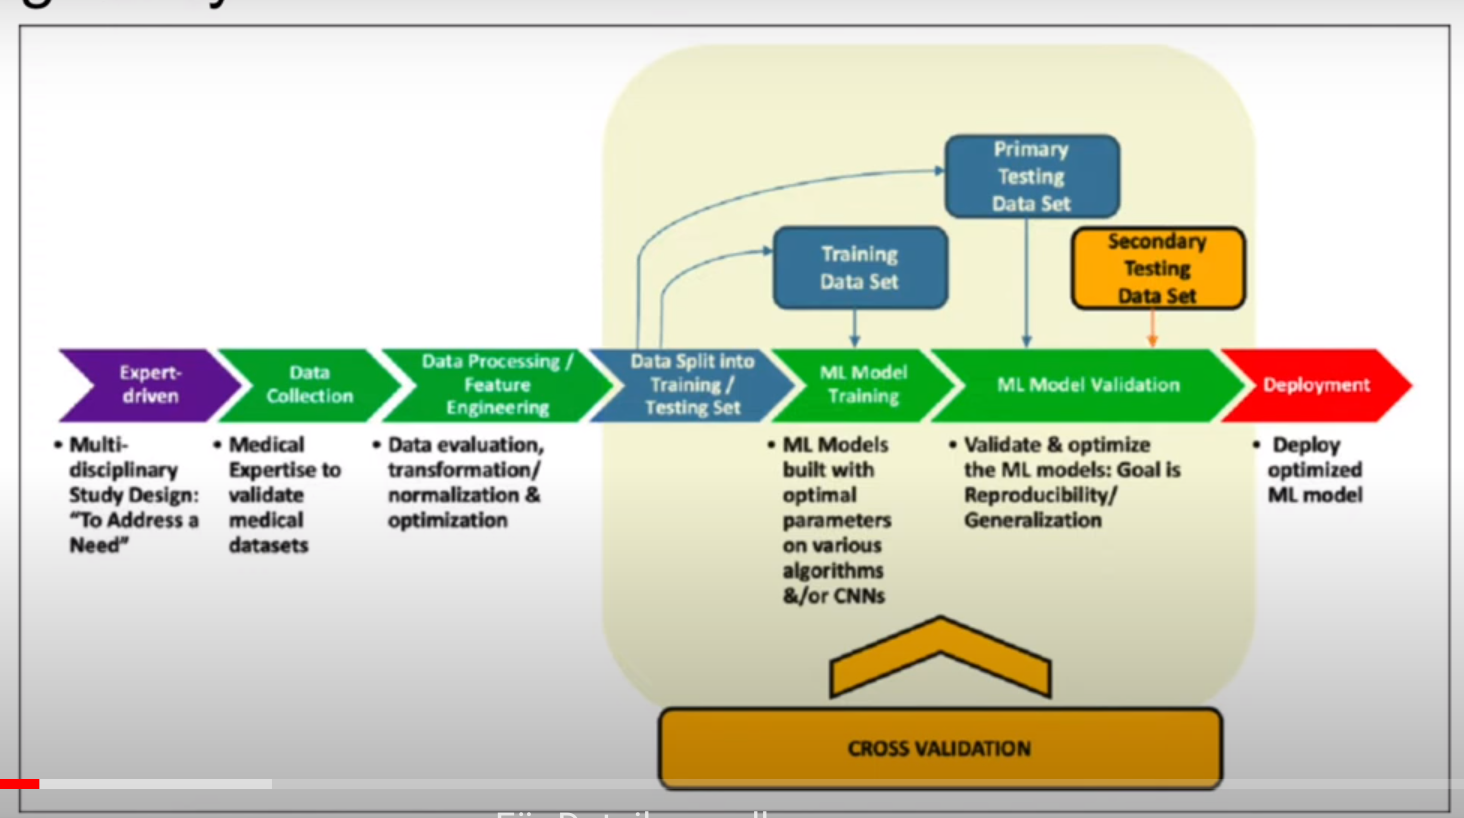 Primary
Testing
Data Set
Training
Data Set
Secondary
Testing
Data Set
Expert-
driven
Data
Collection
Data Processing /
Feature
Engineering
Data Split into
Training /
Testing Set
ML Model
Training
ML Model Validation
Deployment
• Multi-
disciplinary
Study Design:
“To Address a
Need”
• Medical
Expertise to
validate
medical
datasets
• Data evaluation,
transformation/
normalization &
optimization
• ML Models
built with
optimal
parameters
on various
algorithms
&/or CNNs
• Validate & optimize
the ML models: Goal is
Reproducibility/
Generalization
• Deploy
optimized
ML model
CROSS VALIDATION